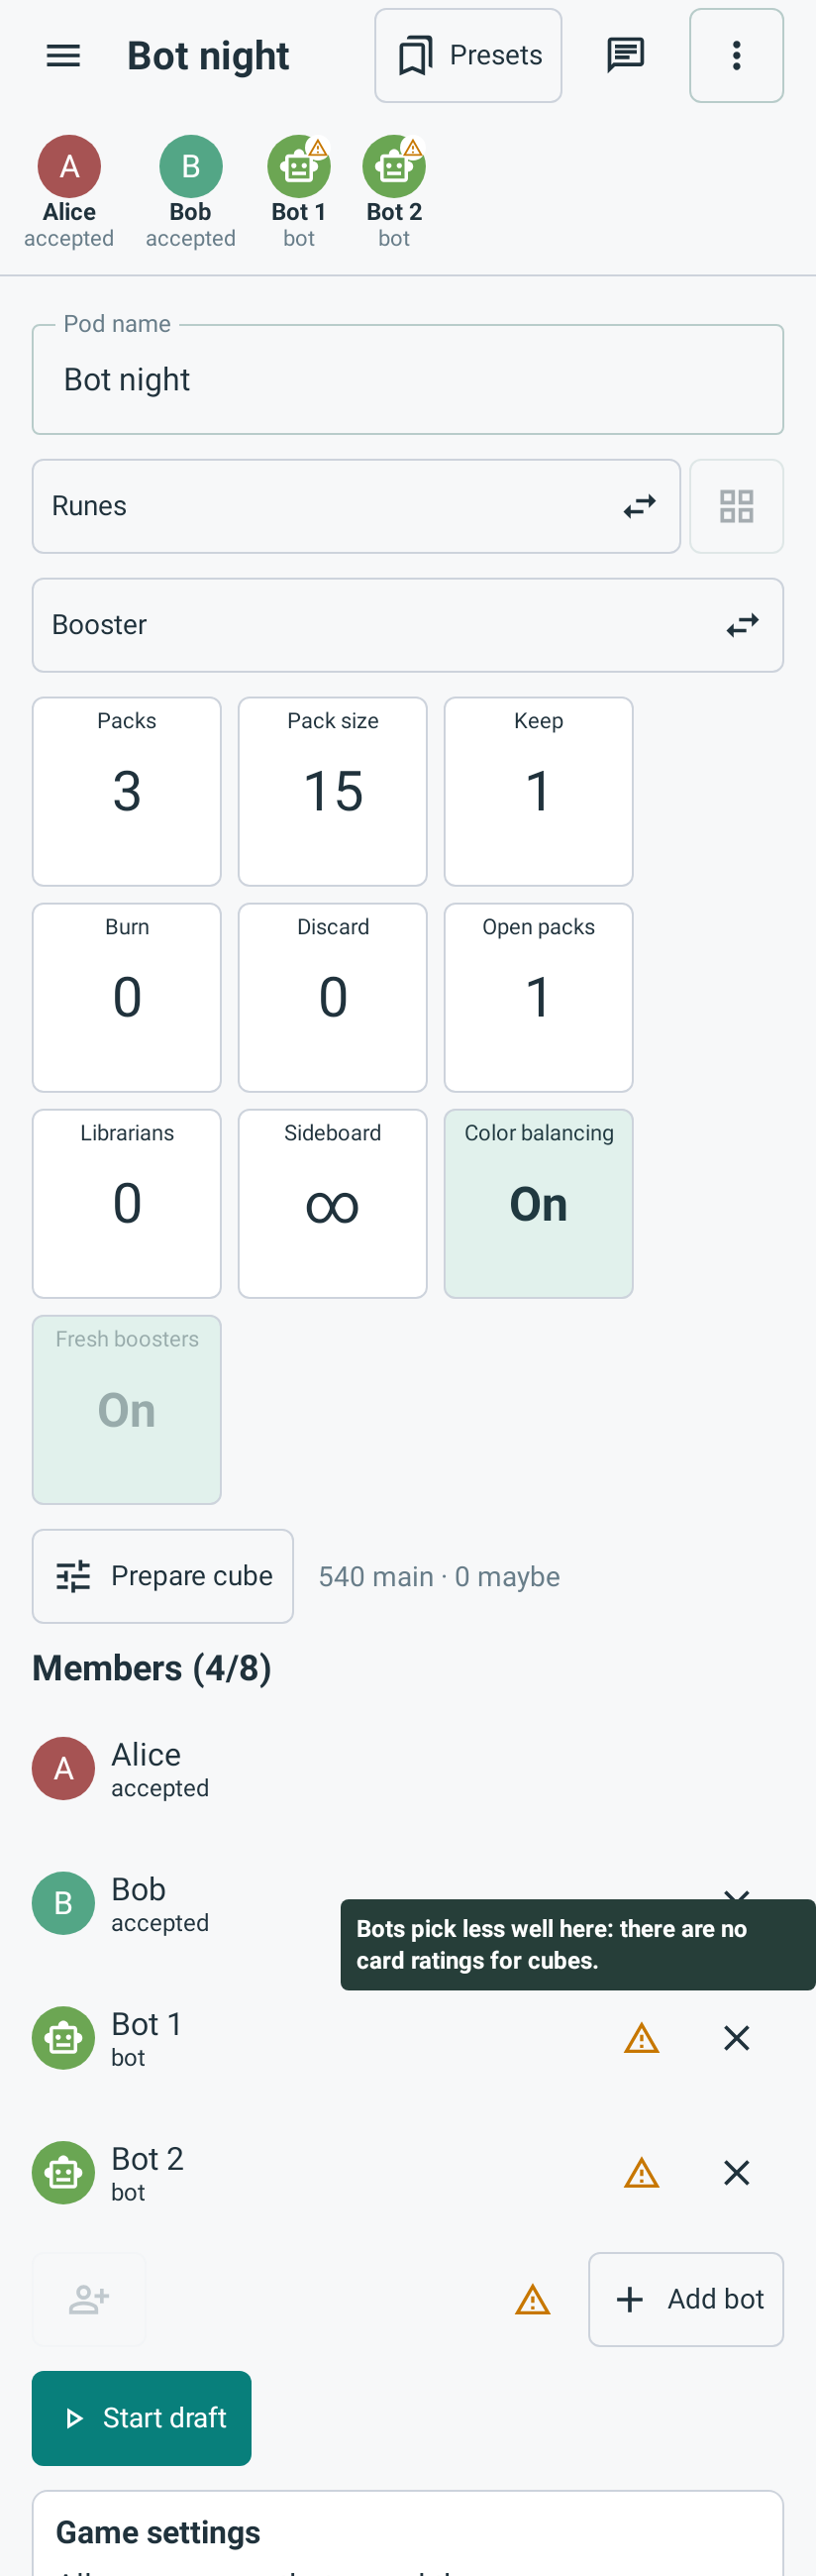 Bot night
Presets
A
B
Alice
Bob
Bot 1
Bot 2
accepted
accepted
bot
bot
Pod name
Bot night
Runes
Booster
Packs
Pack size
Keep
3
15
1
Burn
Discard
Open packs
0
0
1
Librarians
Sideboard
Color balancing
0
∞
On
Fresh boosters
On
Prepare cube
540 main · 0 maybe
Members (4/8)
A
Alice
accepted
B
Bob
accepted
Bots pick less well here: there are no
card ratings for cubes.
Bot 1
bot
Bot 2
bot
Add bot
Start draft
Game settings